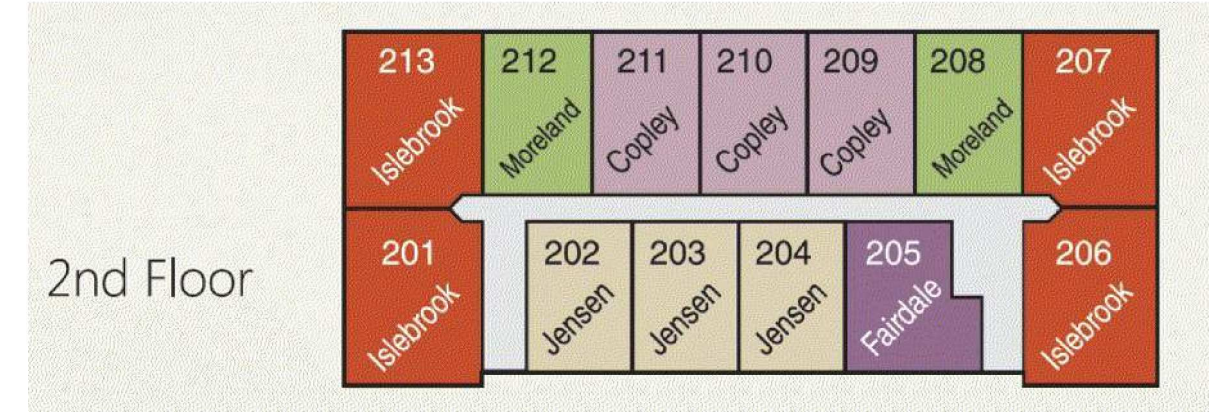 213 212 211 210 209 208 207
Islebrook Moreland Copley Copley Copley Moreland Islebrook
2nd Floor
201 202 203 204 205 206
Islebrook Jensen Jensen Jensen Fairdale Islebrook